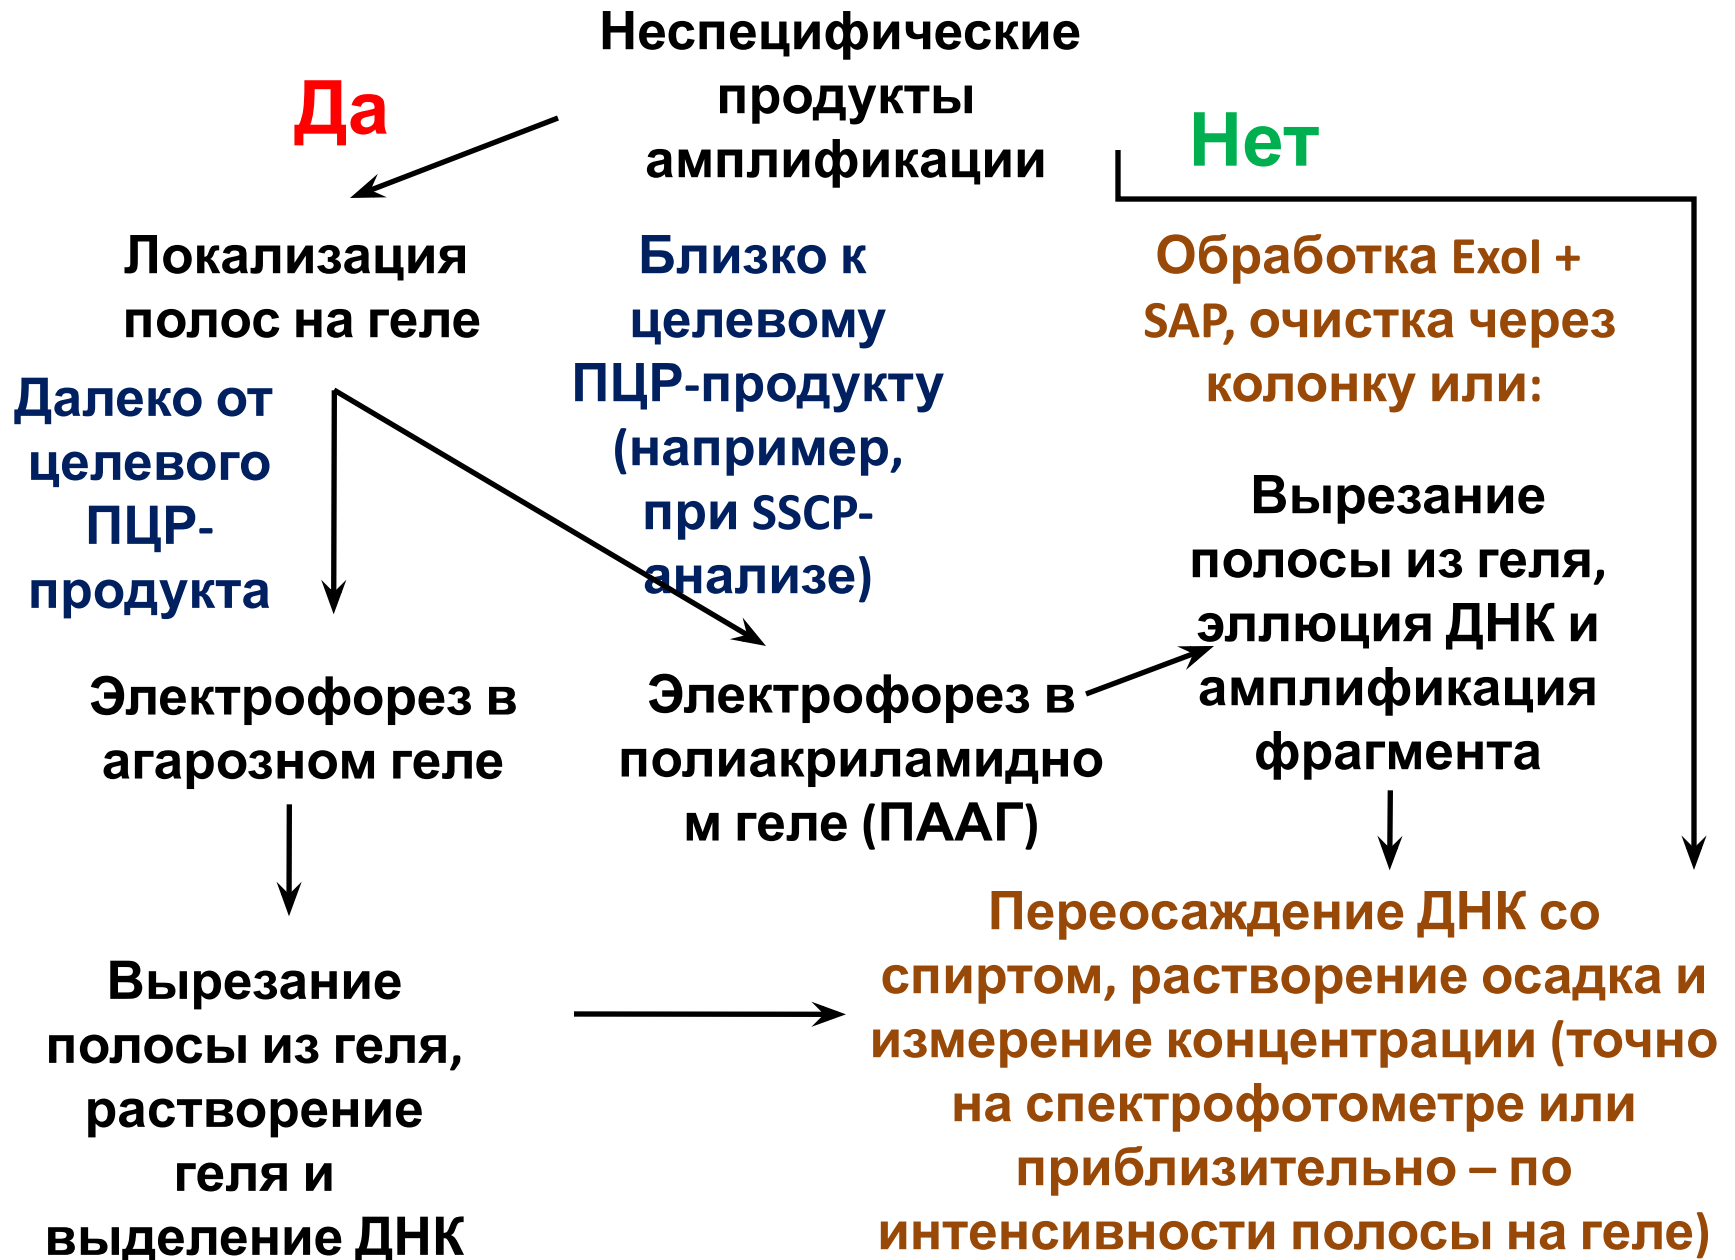 Неспецифические
продукты
амплификации
Да
Нет
Локализация
полос на геле
Близко к
целевому
ПЦР-продукту
(например,
при SSCP-
анализе)
Обработка ExoI +
SAP, очистка через
колонку или:
Далеко от
целевого
ПЦР-
продукта
Вырезание
полосы из геля,
эллюция ДНК и
амплификация
фрагмента
Электрофорез в
агарозном геле
Электрофорез в
полиакриламидно
м геле (ПААГ)
Вырезание
полосы из геля,
растворение
геля и
выделение ДНК
Переосаждение ДНК со
спиртом, растворение осадка и
измерение концентрации (точно
на спектрофотометре или
приблизительно – по
интенсивности полосы на геле)